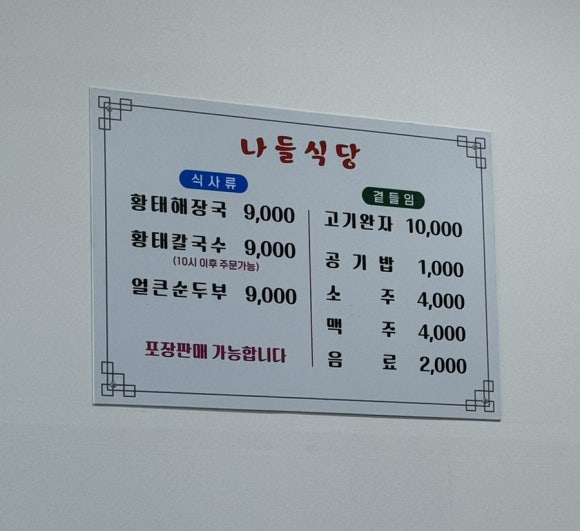 나들식당
식사류
황태해장국 9,000
황태칼국수 9,000
(10시 이후 주문가능)
얼큰순두부 9,000
포장판매 가능합니다
곁들임
고기완자 10,000
공기밥 1,000
소주 4,000
맥주 4,000
음료 2,000